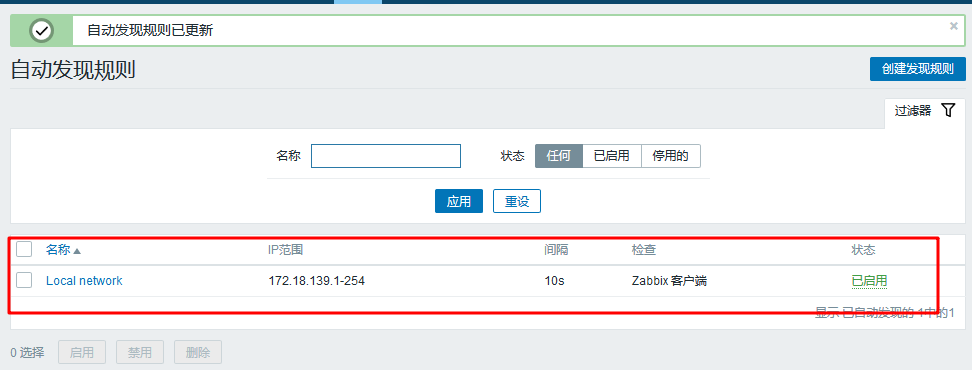 自动发现规则已更新
自动发现规则
创建发现规则
过滤器
名称 状态 任何 已启用 停用的
应用 重设
名称 IP范围 间隔 检查 状态
Local network 172.18.139.1-254 10s Zabbix 客户端 已启用
显示 已自动发现的 1中的1
0 选择 启用 禁用 删除